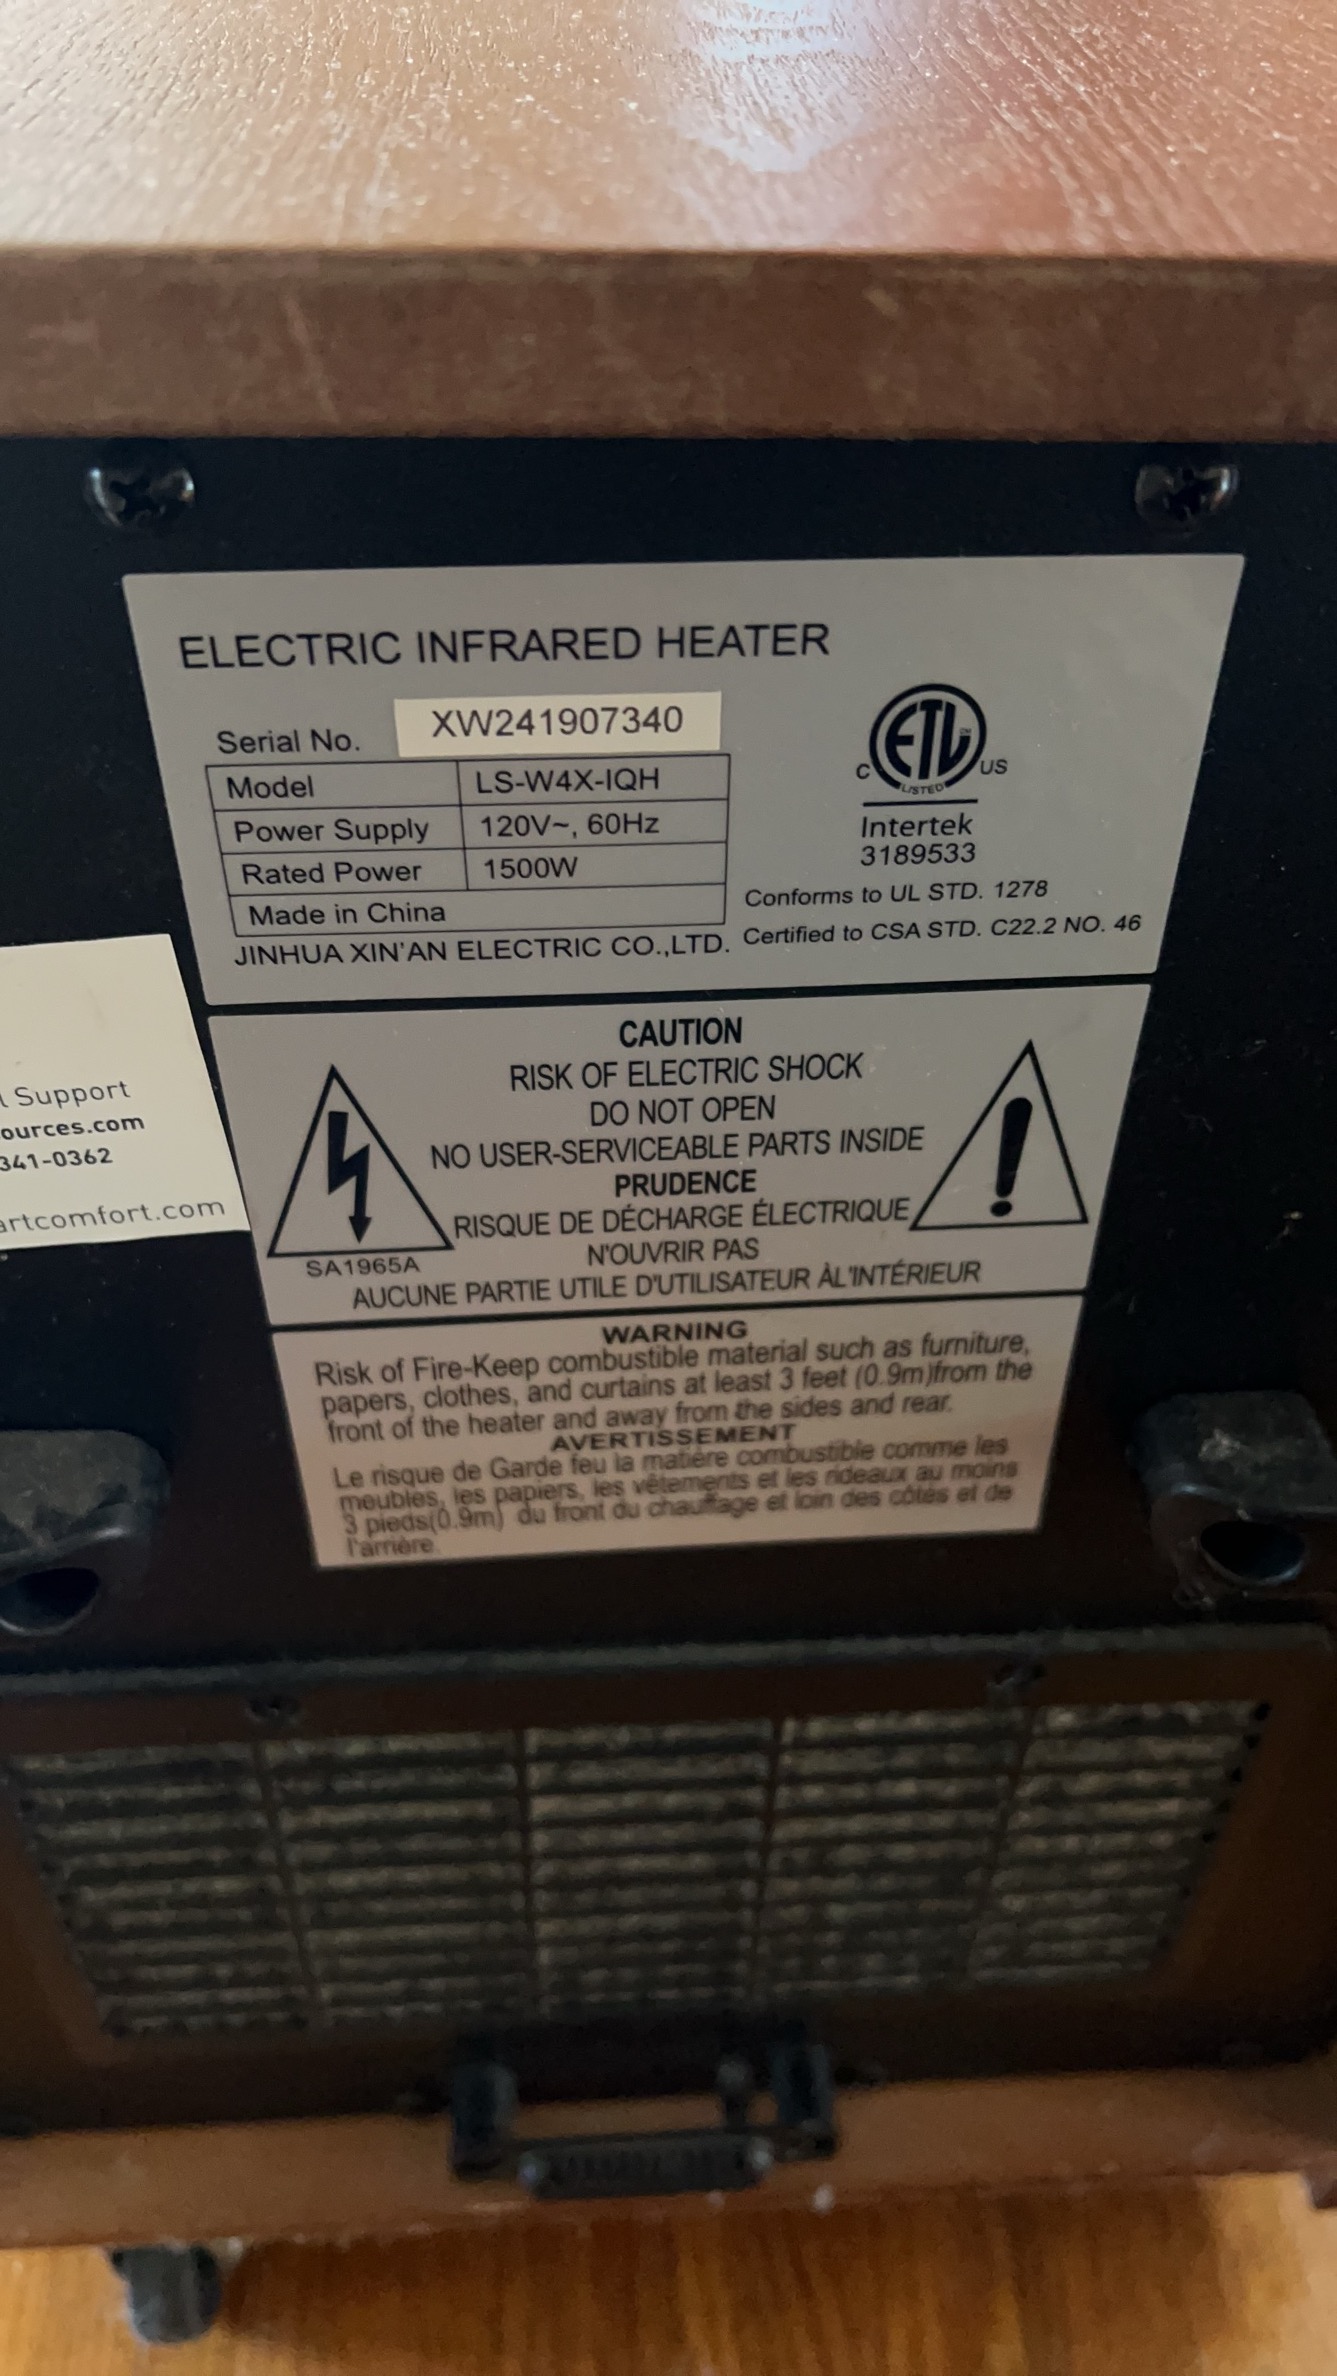 ELECTRIC INFRARED HEATER
Serial No. XW241907340
Model LS-W4X-IQH
Power Supply 120V~, 60Hz
Rated Power 1500W
Made in China
JINHUA XIN'AN ELECTRIC CO.,LTD.
ETL CM
LISTED
C US
Intertek
3189533
Conforms to UL STD. 1278
Certified to CSA STD. C22.2 NO. 46
Support
ources.com
341-0362
artcomfort.com
CAUTION
RISK OF ELECTRIC SHOCK
DO NOT OPEN
NO USER-SERVICEABLE PARTS INSIDE
PRUDENCE
RISQUE DE DÉCHARGE ÉLECTRIQUE
N'OUVRIR PAS
SA1965A
AUCUNE PARTIE UTILE D'UTILISATEUR ÀL'INTÉRIEUR
WARNING
Risk of Fire-Keep combustible material such as furniture,
papers, clothes, and curtains at least 3 feet (0.9m)from the
front of the heater and away from the sides and rear.
AVERTISSEMENT
Le risque de Garde feu la matière combustible comme les
meubles, les papiers, les vêtements et les rideaux au moins
3 pieds(0.9m) du front du chauffage et loin des côtés et de
l'arrière.